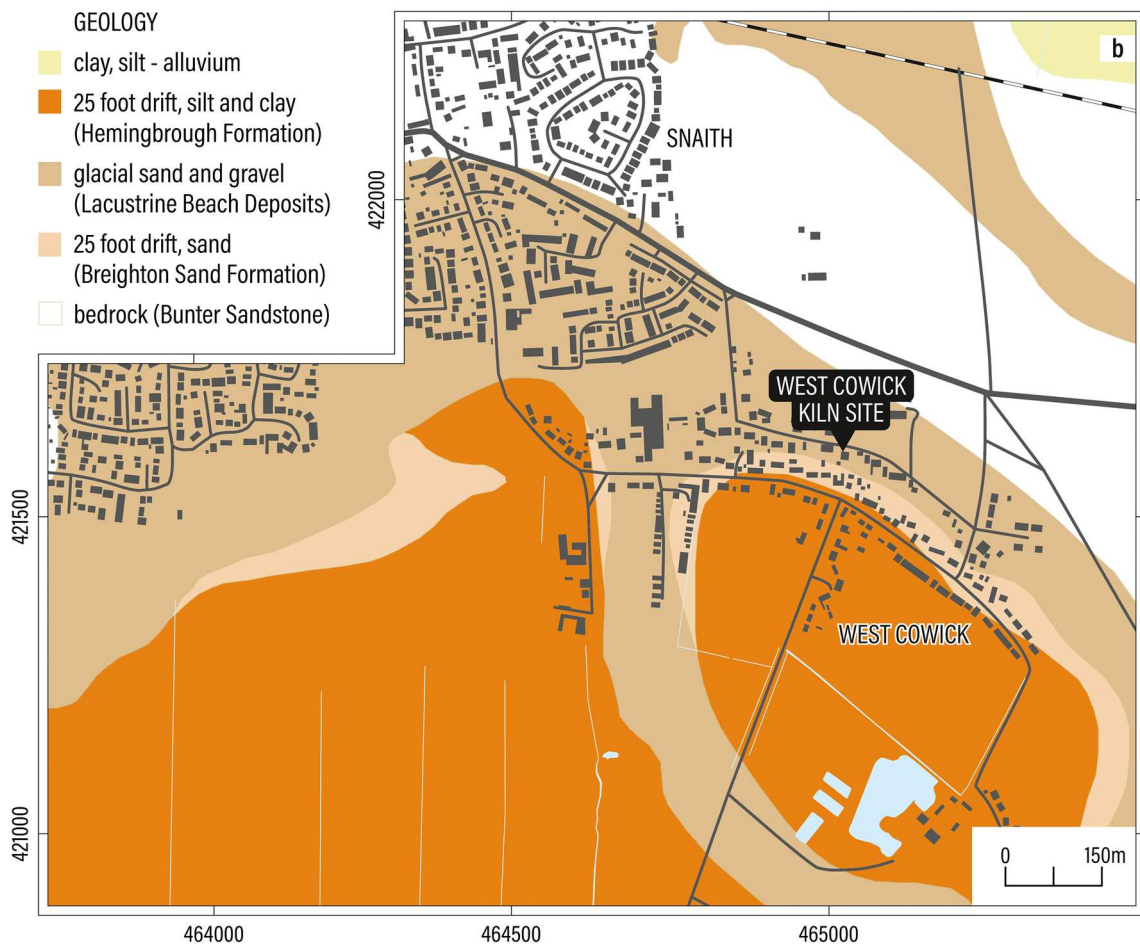 GEOLOGY
clay, silt - alluvium
25 foot drift, silt and clay
(Hemingbrough Formation)
glacial sand and gravel
(Lacustrine Beach Deposits)
25 foot drift, sand
(Breighton Sand Formation)
bedrock (Bunter Sandstone)
b
SNAITH
422000
WEST COWICK
KILN SITE
421500
WEST COWICK
421000
0 150m
464000 464500 465000